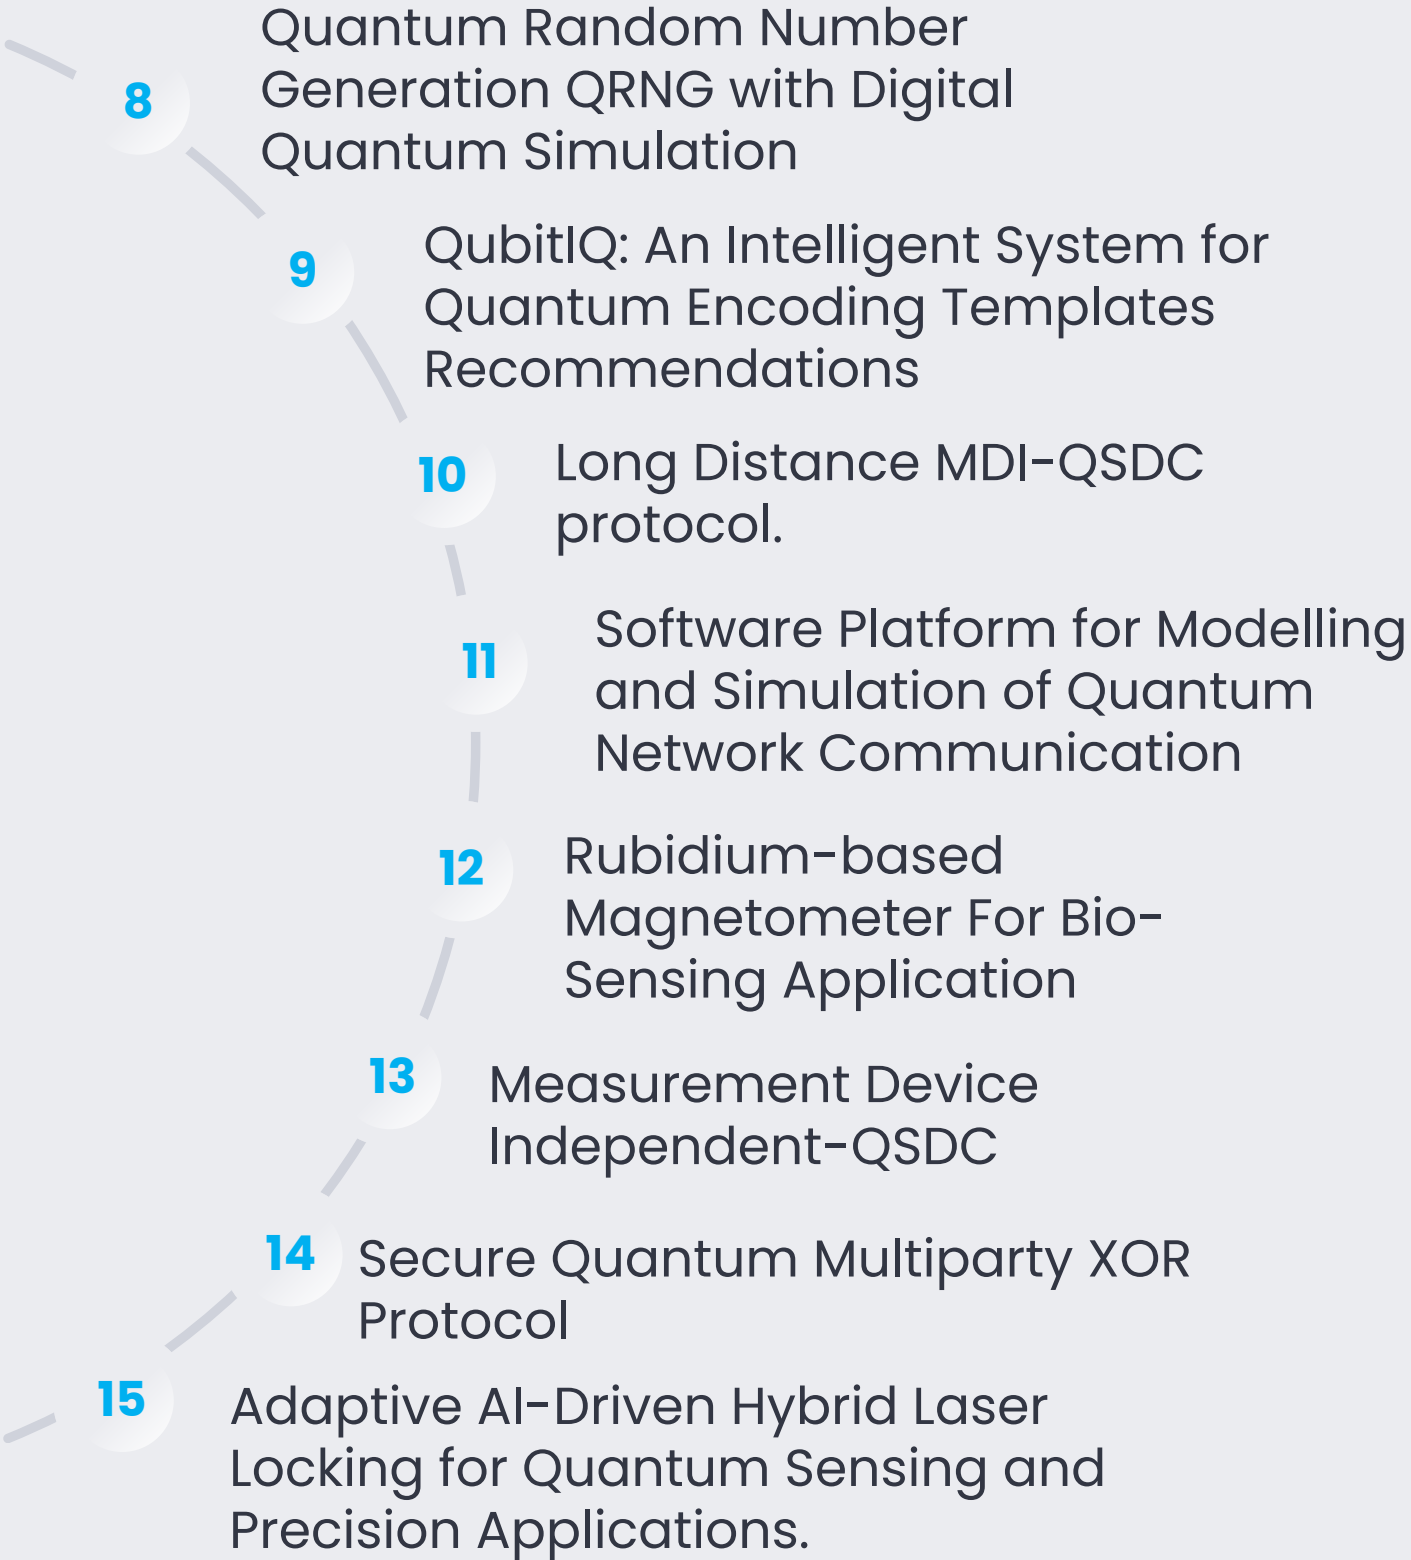 8
Quantum Random Number
Generation QRNG with Digital
Quantum Simulation
9
QubitIQ: An Intelligent System for
Quantum Encoding Templates
Recommendations
10
Long Distance MDI-QSDC
protocol.
11
Software Platform for Modelling
and Simulation of Quantum
Network Communication
12
Rubidium-based
Magnetometer For Bio-
Sensing Application
13
Measurement Device
Independent-QSDC
14
Secure Quantum Multiparty XOR
Protocol
15
Adaptive AI-Driven Hybrid Laser
Locking for Quantum Sensing and
Precision Applications.